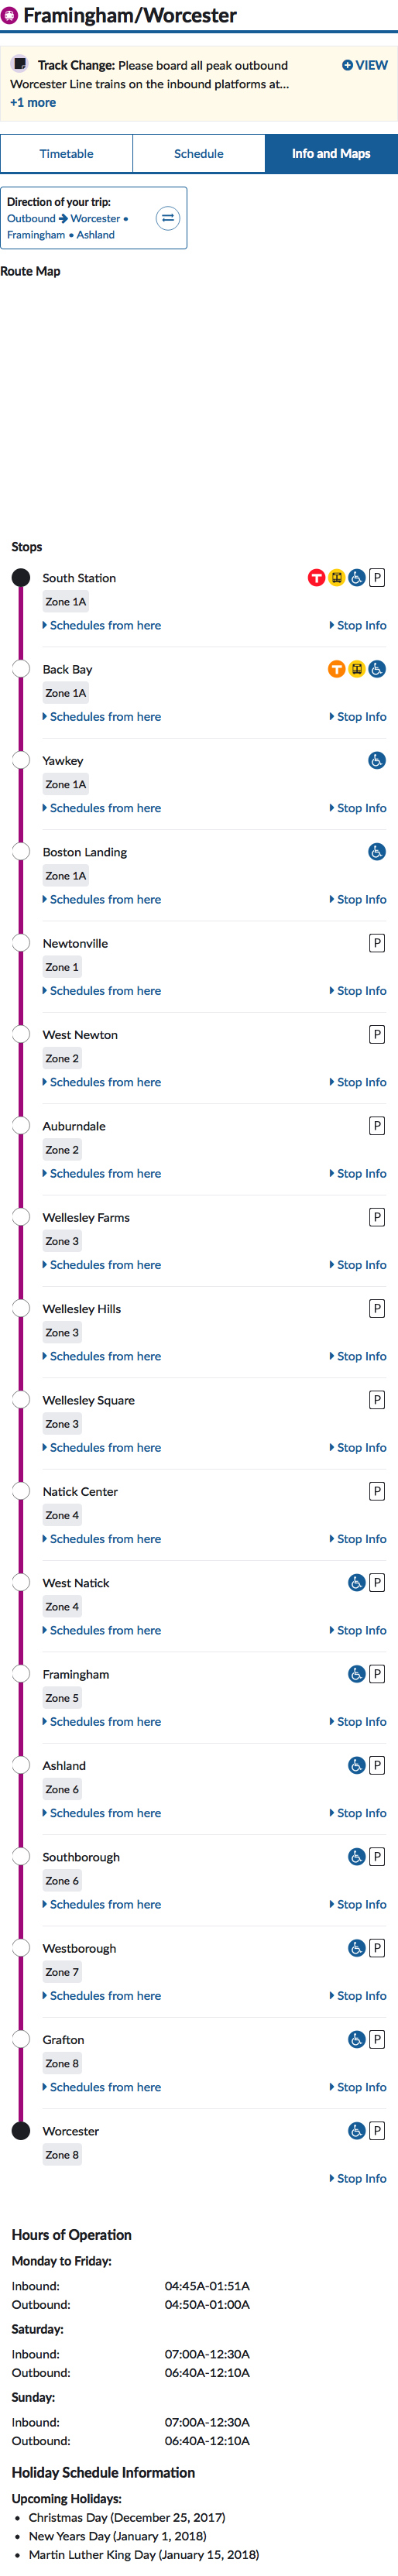 Framingham/Worcester
Track Change: Please board all peak outbound VIEW
Worcester Line trains on the inbound platforms at...
+1 more
Timetable Schedule Info and Maps
Direction of your trip:
Outbound Worcester •
Framingham • Ashland
Route Map
Stops
South Station T P
Zone 1A
Schedules from here Stop Info
Back Bay T
Zone 1A
Schedules from here Stop Info
Yawkey
Zone 1A
Schedules from here Stop Info
Boston Landing
Zone 1A
Schedules from here Stop Info
Newtonville P
Zone 1
Schedules from here Stop Info
West Newton P
Zone 2
Schedules from here Stop Info
Auburndale P
Zone 2
Schedules from here Stop Info
Wellesley Farms P
Zone 3
Schedules from here Stop Info
Wellesley Hills P
Zone 3
Schedules from here Stop Info
Wellesley Square P
Zone 3
Schedules from here Stop Info
Natick Center P
Zone 4
Schedules from here Stop Info
West Natick P
Zone 4
Schedules from here Stop Info
Framingham P
Zone 5
Schedules from here Stop Info
Ashland P
Zone 6
Schedules from here Stop Info
Southborough P
Zone 6
Schedules from here Stop Info
Westborough P
Zone 7
Schedules from here Stop Info
Grafton P
Zone 8
Schedules from here Stop Info
Worcester P
Zone 8
Stop Info
Hours of Operation
Monday to Friday:
Inbound: 04:45A-01:51A
Outbound: 04:50A-01:00A
Saturday:
Inbound: 07:00A-12:30A
Outbound: 06:40A-12:10A
Sunday:
Inbound: 07:00A-12:30A
Outbound: 06:40A-12:10A
Holiday Schedule Information
Upcoming Holidays:
• Christmas Day (December 25, 2017)
• New Years Day (January 1, 2018)
• Martin Luther King Day (January 15, 2018)